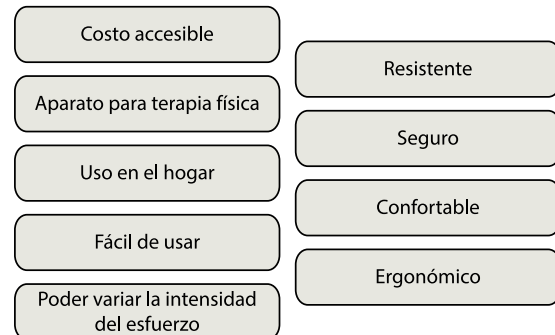 Costo accesible
Aparato para terapia física
Uso en el hogar
Fácil de usar
Poder variar la intensidad
del esfuerzo
Resistente
Seguro
Confortable
Ergonómico